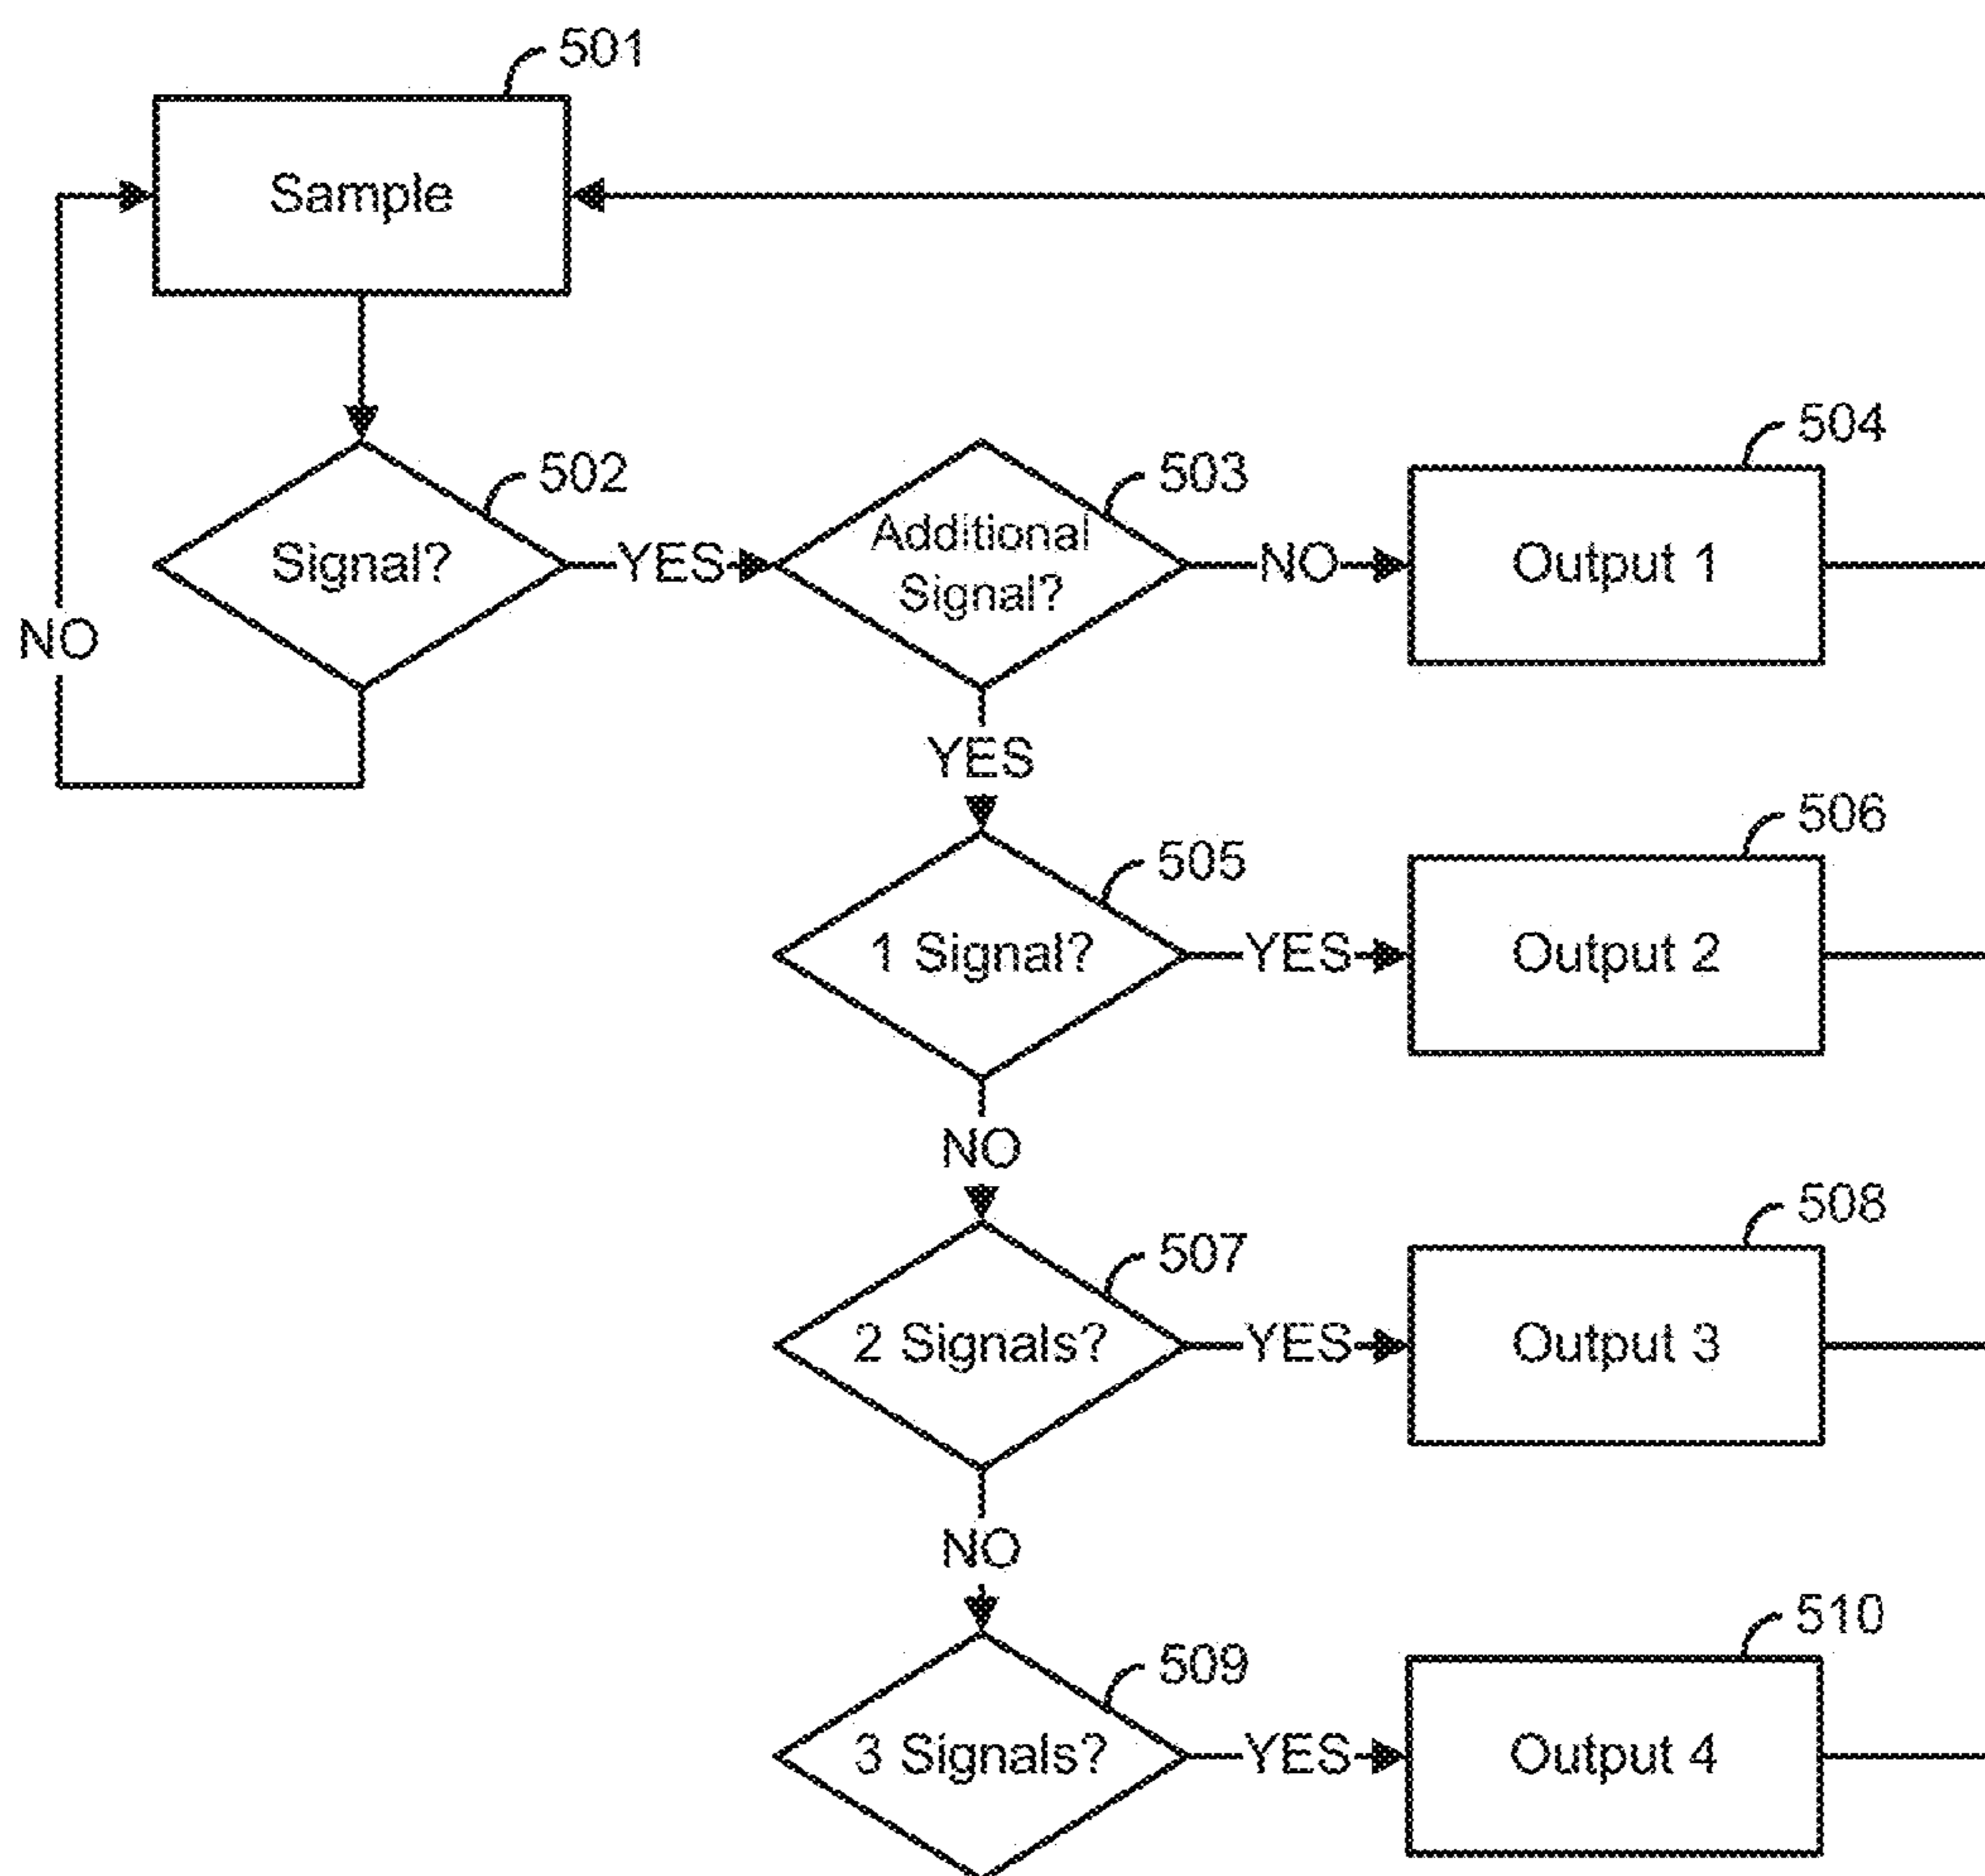 501
Sample
502
Signal?
YES
NO
503
Additional
Signal?
NO
504
Output 1
YES
505
1 Signal?
YES
506
Output 2
NO
507
2 Signals?
YES
508
Output 3
NO
509
3 Signals?
YES
510
Output 4